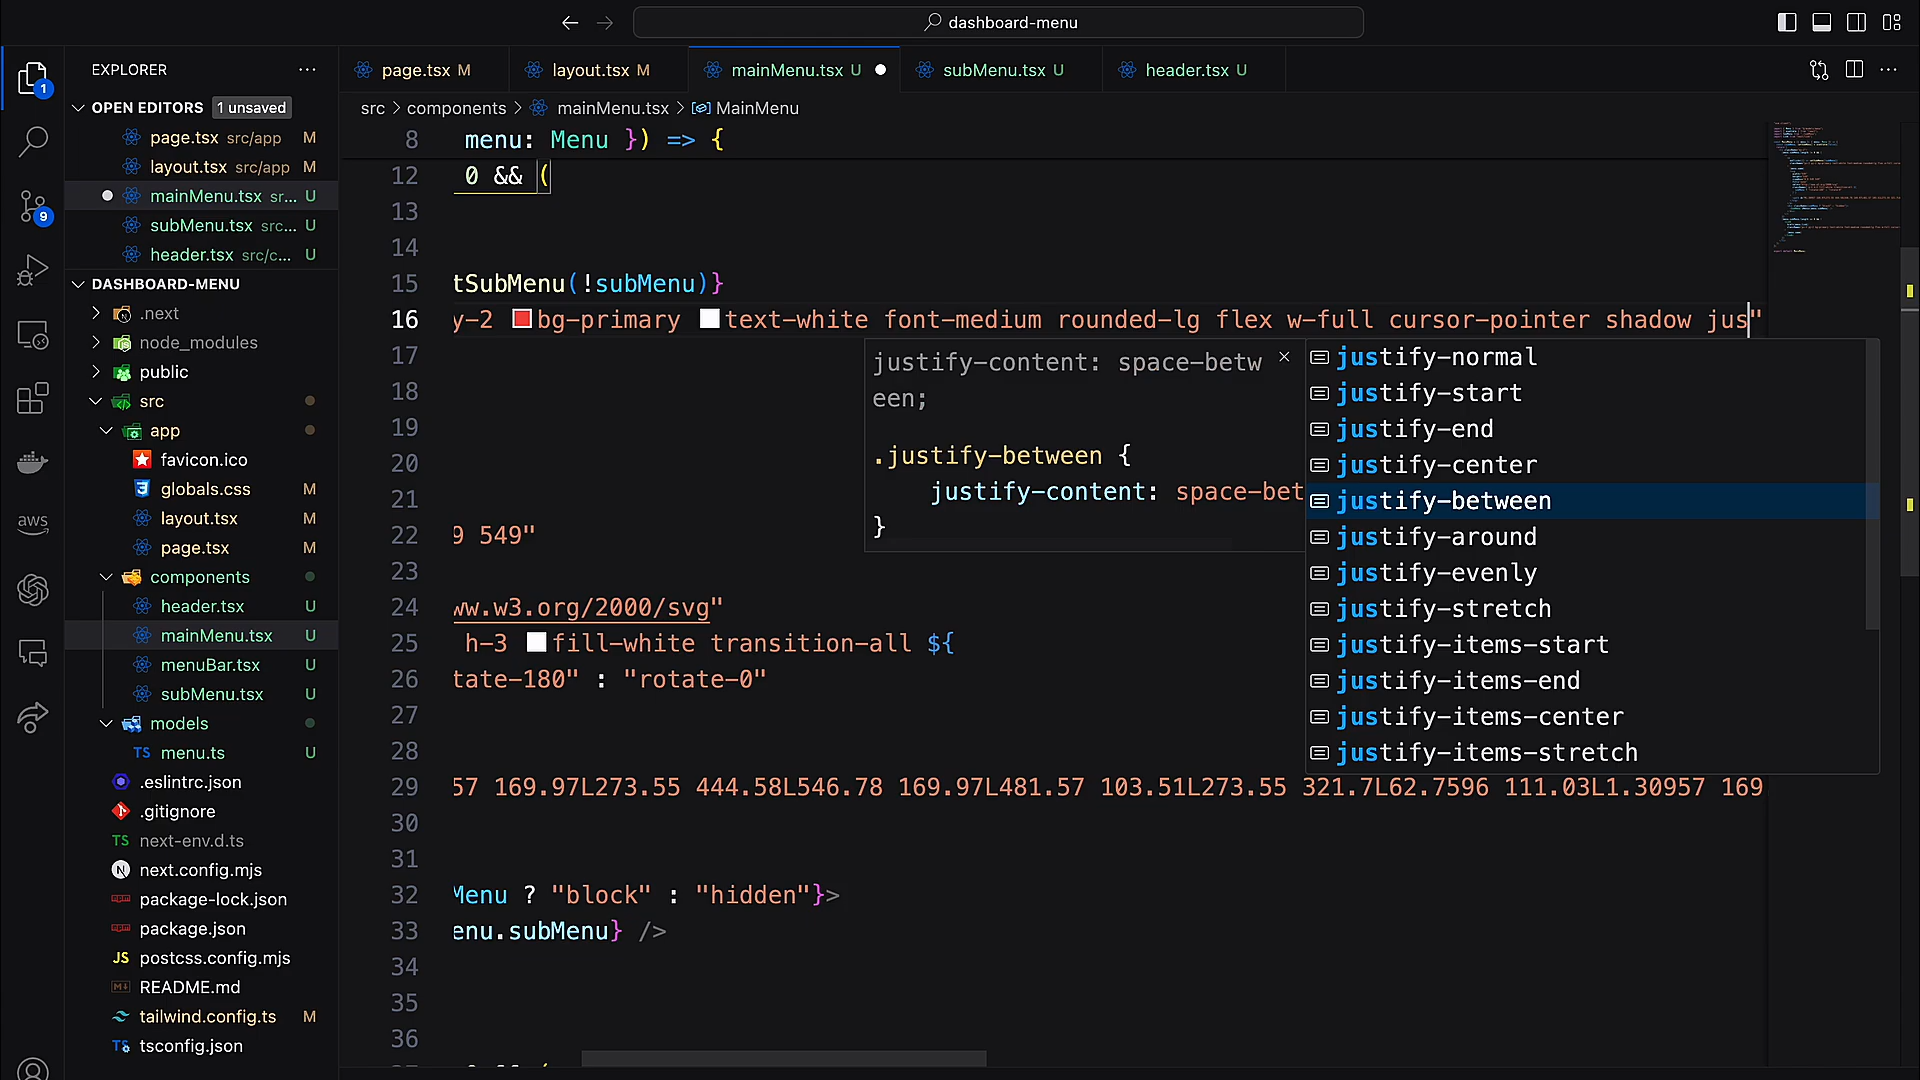 dashboard-menu
EXPLORER
OPEN EDITORS 1 unsaved
page.tsx src/app M
layout.tsx src/app M
mainMenu.tsx sr... U
subMenu.tsx src... U
header.tsx src/c... U
DASHBOARD-MENU
.next
node_modules
public
src
app
favicon.ico
globals.css M
layout.tsx M
page.tsx M
components
header.tsx U
mainMenu.tsx U
menuBar.tsx U
subMenu.tsx U
models
TS menu.ts U
.eslintrc.json
.gitignore
TS next-env.d.ts
next.config.mjs
package-lock.json
package.json
JS postcss.config.mjs
README.md
tailwind.config.ts M
tsconfig.json
1
9
aws
page.tsx M
layout.tsx M
mainMenu.tsx U
subMenu.tsx U
header.tsx U
src > components > mainMenu.tsx > MainMenu
8 menu: Menu }) => {
12 0 && (
13
14
15 tSubMenu(!subMenu)}
16 y-2 bg-primary text-white font-medium rounded-lg flex w-full cursor-pointer shadow jus"
17
18
19
20
21
22 9 549"
23
24 ww.w3.org/2000/svg"
25 h-3 fill-white transition-all ${
26 tate-180" : "rotate-0"
27
28
29 57 169.97L273.55 444.58L546.78 169.97L481.57 103.51L273.55 321.7L62.7596 111.03L1.30957 169
30
31
32 Menu ? "block" : "hidden"}>
33 enu.subMenu} />
34
35
36
justify-content: space-betw
een;
.justify-between {
justify-content: space-bet
}
justify-normal
justify-start
justify-end
justify-center
justify-between
justify-around
justify-evenly
justify-stretch
justify-items-start
justify-items-end
justify-items-center
justify-items-stretch